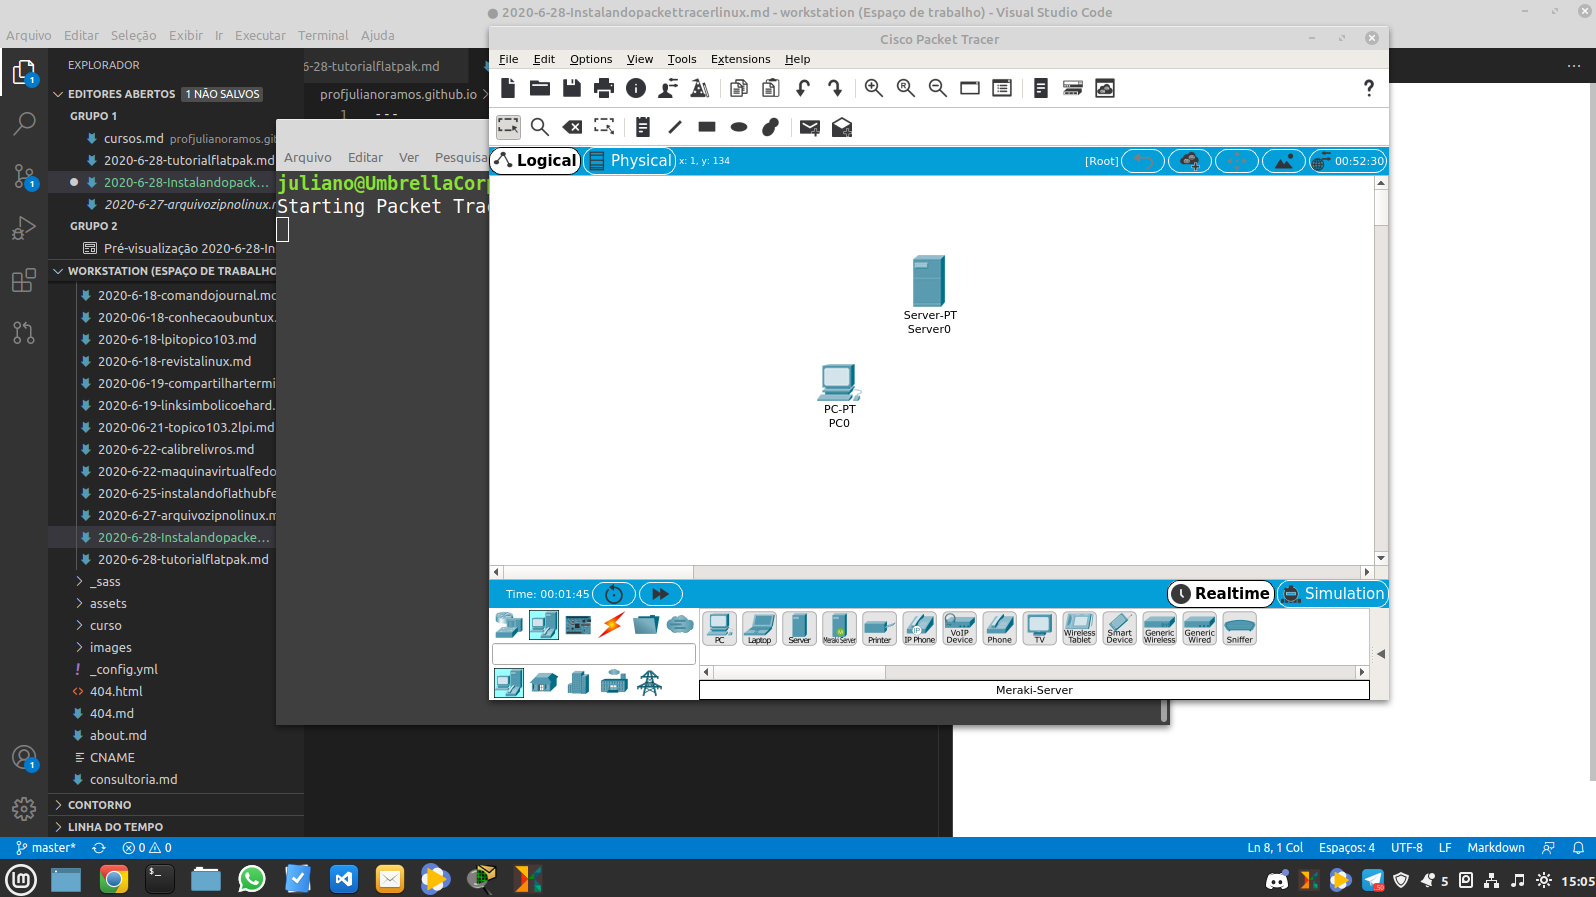 2020-6-28-Instalandopackettracerlinux.md - workstation (Espaço de trabalho) - Visual Studio Code
Arquivo Editar Seleção Exibir Ir Executar Terminal Ajuda
EXPLORADOR
EDITORES ABERTOS 1 NÃO SALVOS
GRUPO 1
cursos.md profjulianoramos.git
2020-6-28-tutorialflatpak.md
2020-6-28-Instalandopack...
2020-6-27-arquivozipnolinux.m
GRUPO 2
Pré-visualização 2020-6-28-In
WORKSTATION (ESPAÇO DE TRABALHO
2020-6-18-comandojournal.md
2020-06-18-conhecaoubuntux.
2020-6-18-lpitopico103.md
2020-6-18-revistalinux.md
2020-06-19-compartilhartermi
2020-6-19-linksimbolicoehard.
2020-06-21-topico103.2lpi.md
2020-6-22-calibrelivros.md
2020-6-22-maquinavirtualfedo
2020-6-25-instalandoflathubfe
2020-6-27-arquivozipnolinux.m
2020-6-28-Instalandopacke...
2020-6-28-tutorialflatpak.md
_sass
assets
curso
images
_config.yml
404.html
404.md
about.md
CNAME
consultoria.md
CONTORNO
LINHA DO TEMPO
6-28-tutorialflatpak.md
profjulianoramos.github.io
1 ---
Arquivo Editar Ver Pesquisa
juliano@UmbrellaCorp
Starting Packet Trac
Cisco Packet Tracer
File Edit Options View Tools Extensions Help
?
Logical Physical x: 1, y: 134 [Root] 00:52:30
Server-PT
Server0
PC-PT
PC0
Time: 00:01:45 Realtime Simulation
PC Laptop Server Meraki Server Printer IP Phone VoIP Device Phone TV Wireless Tablet Smart Device Generic Wireless Generic Wired Sniffer
Meraki-Server
master* 0 0 Ln 8, 1 Col Espaços: 4 UTF-8 LF Markdown
5 15:05